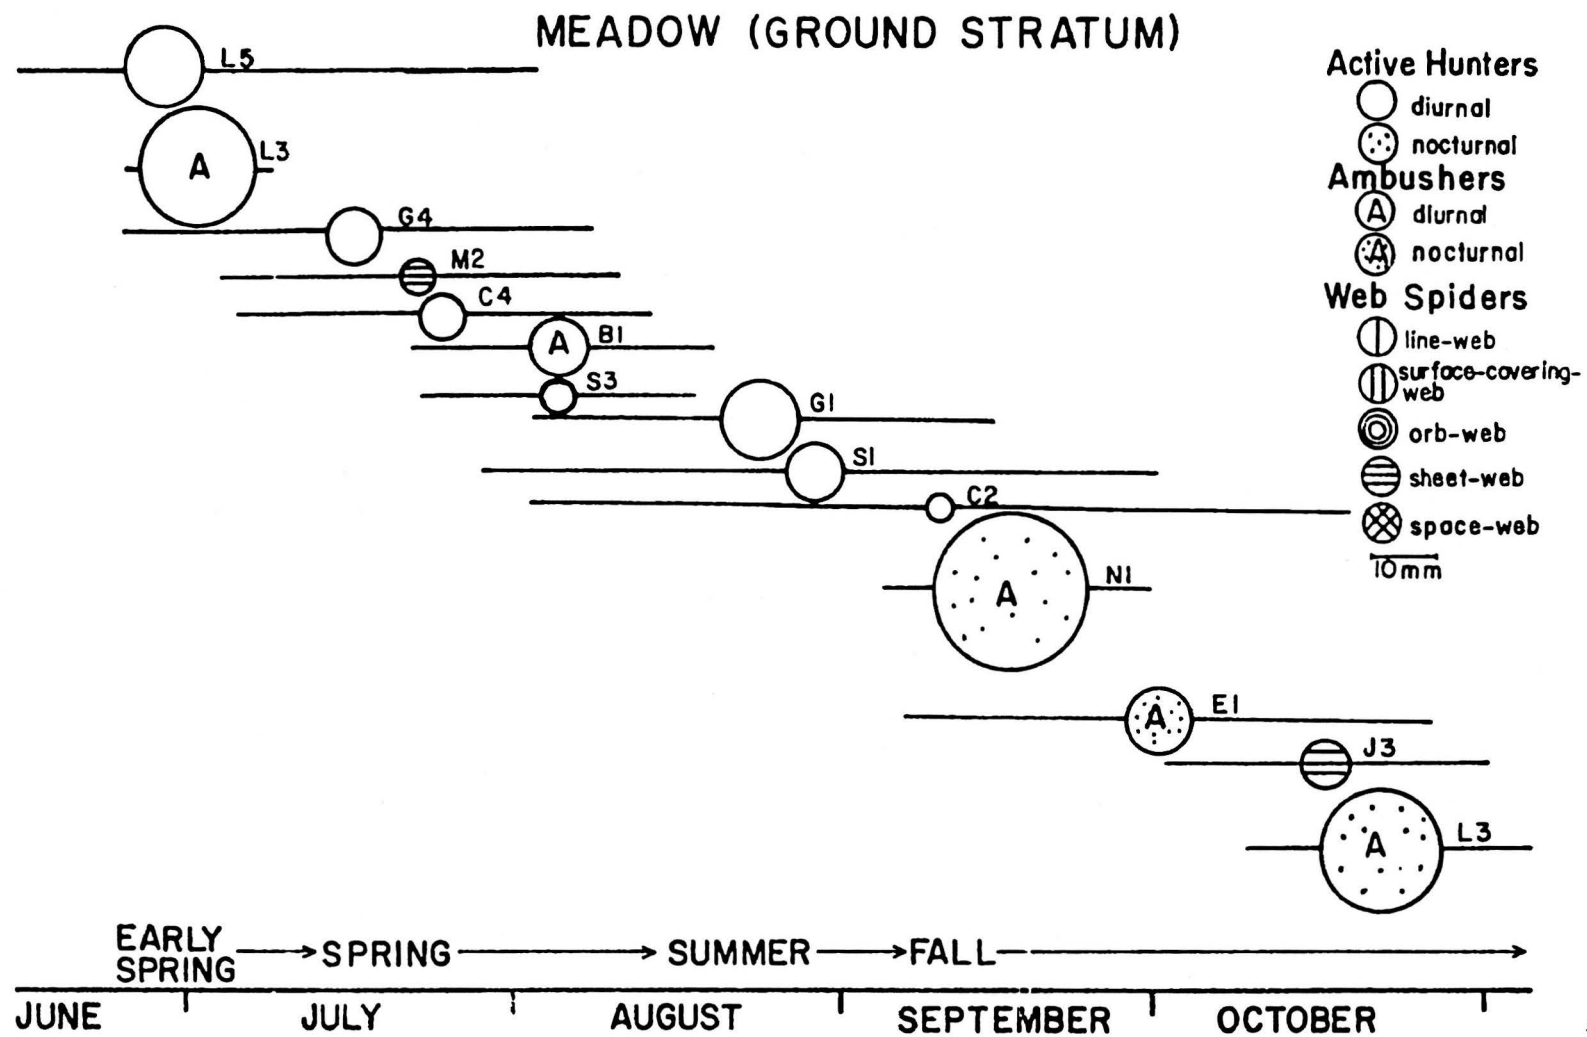 MEADOW (GROUND STRATUM)
L5
A
L3
G4
M2
C4
A
B1
S3
G1
S1
C2
A
N1
A
E1
J3
A
L3
Active Hunters
diurnal
nocturnal
Ambushers
A
diurnal
A
nocturnal
Web Spiders
line-web
surface-covering-
web
orb-web
sheet-web
space-web
10mm
EARLY
SPRING
SPRING
SUMMER
FALL
JUNE
JULY
AUGUST
SEPTEMBER
OCTOBER